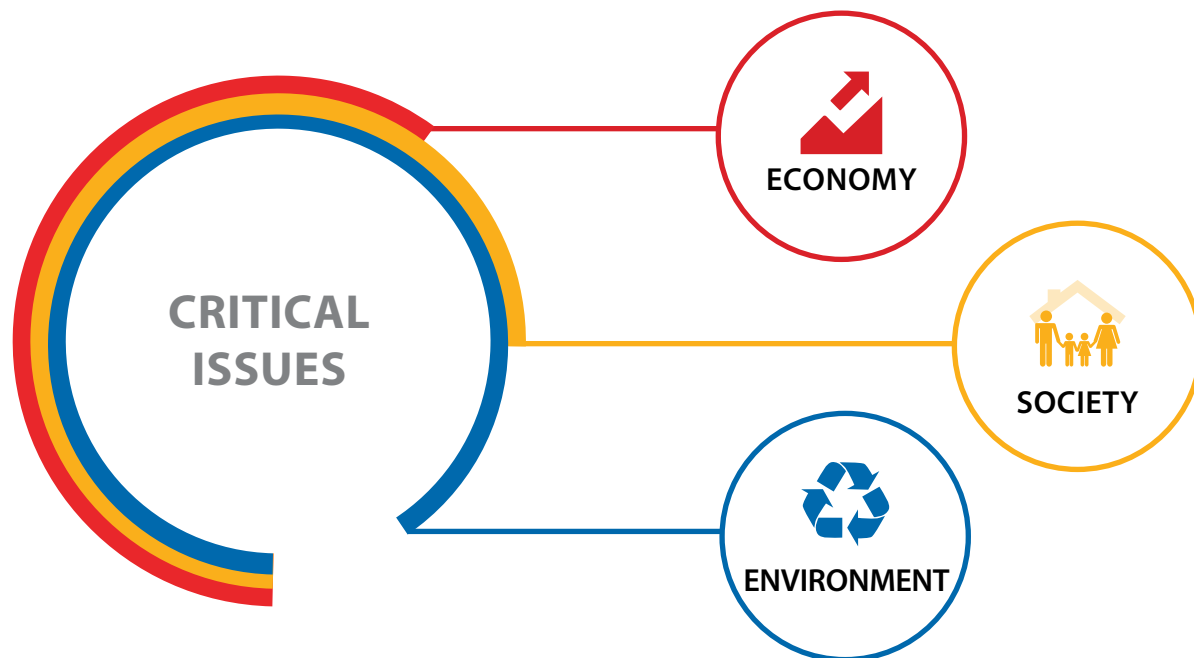 CRITICAL
ISSUES
ECONOMY
SOCIETY
ENVIRONMENT